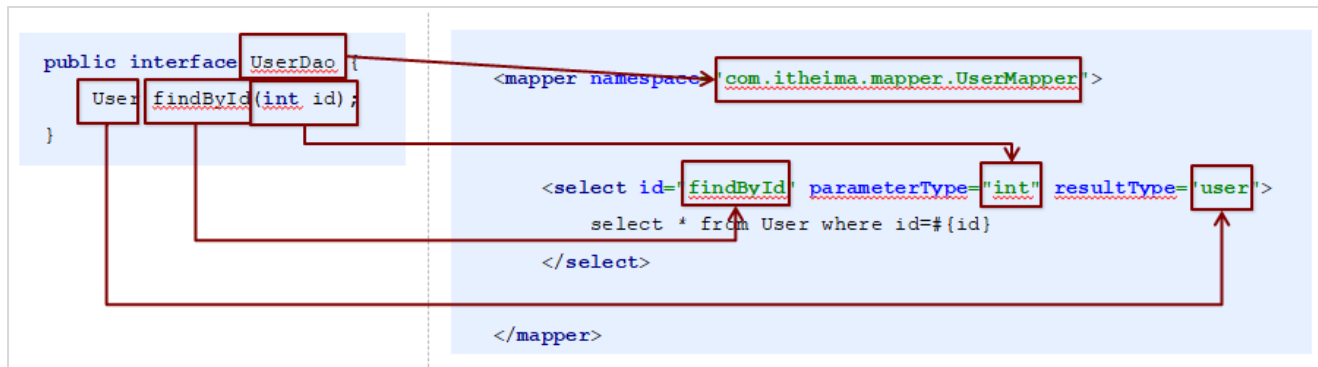 public interface UserDao {
User findById(int id);
}
<mapper namespace="com.itheima.mapper.UserMapper">
<select id="findById" parameterType="int" resultType="user">
select * from User where id=#{id}
</select>
</mapper>